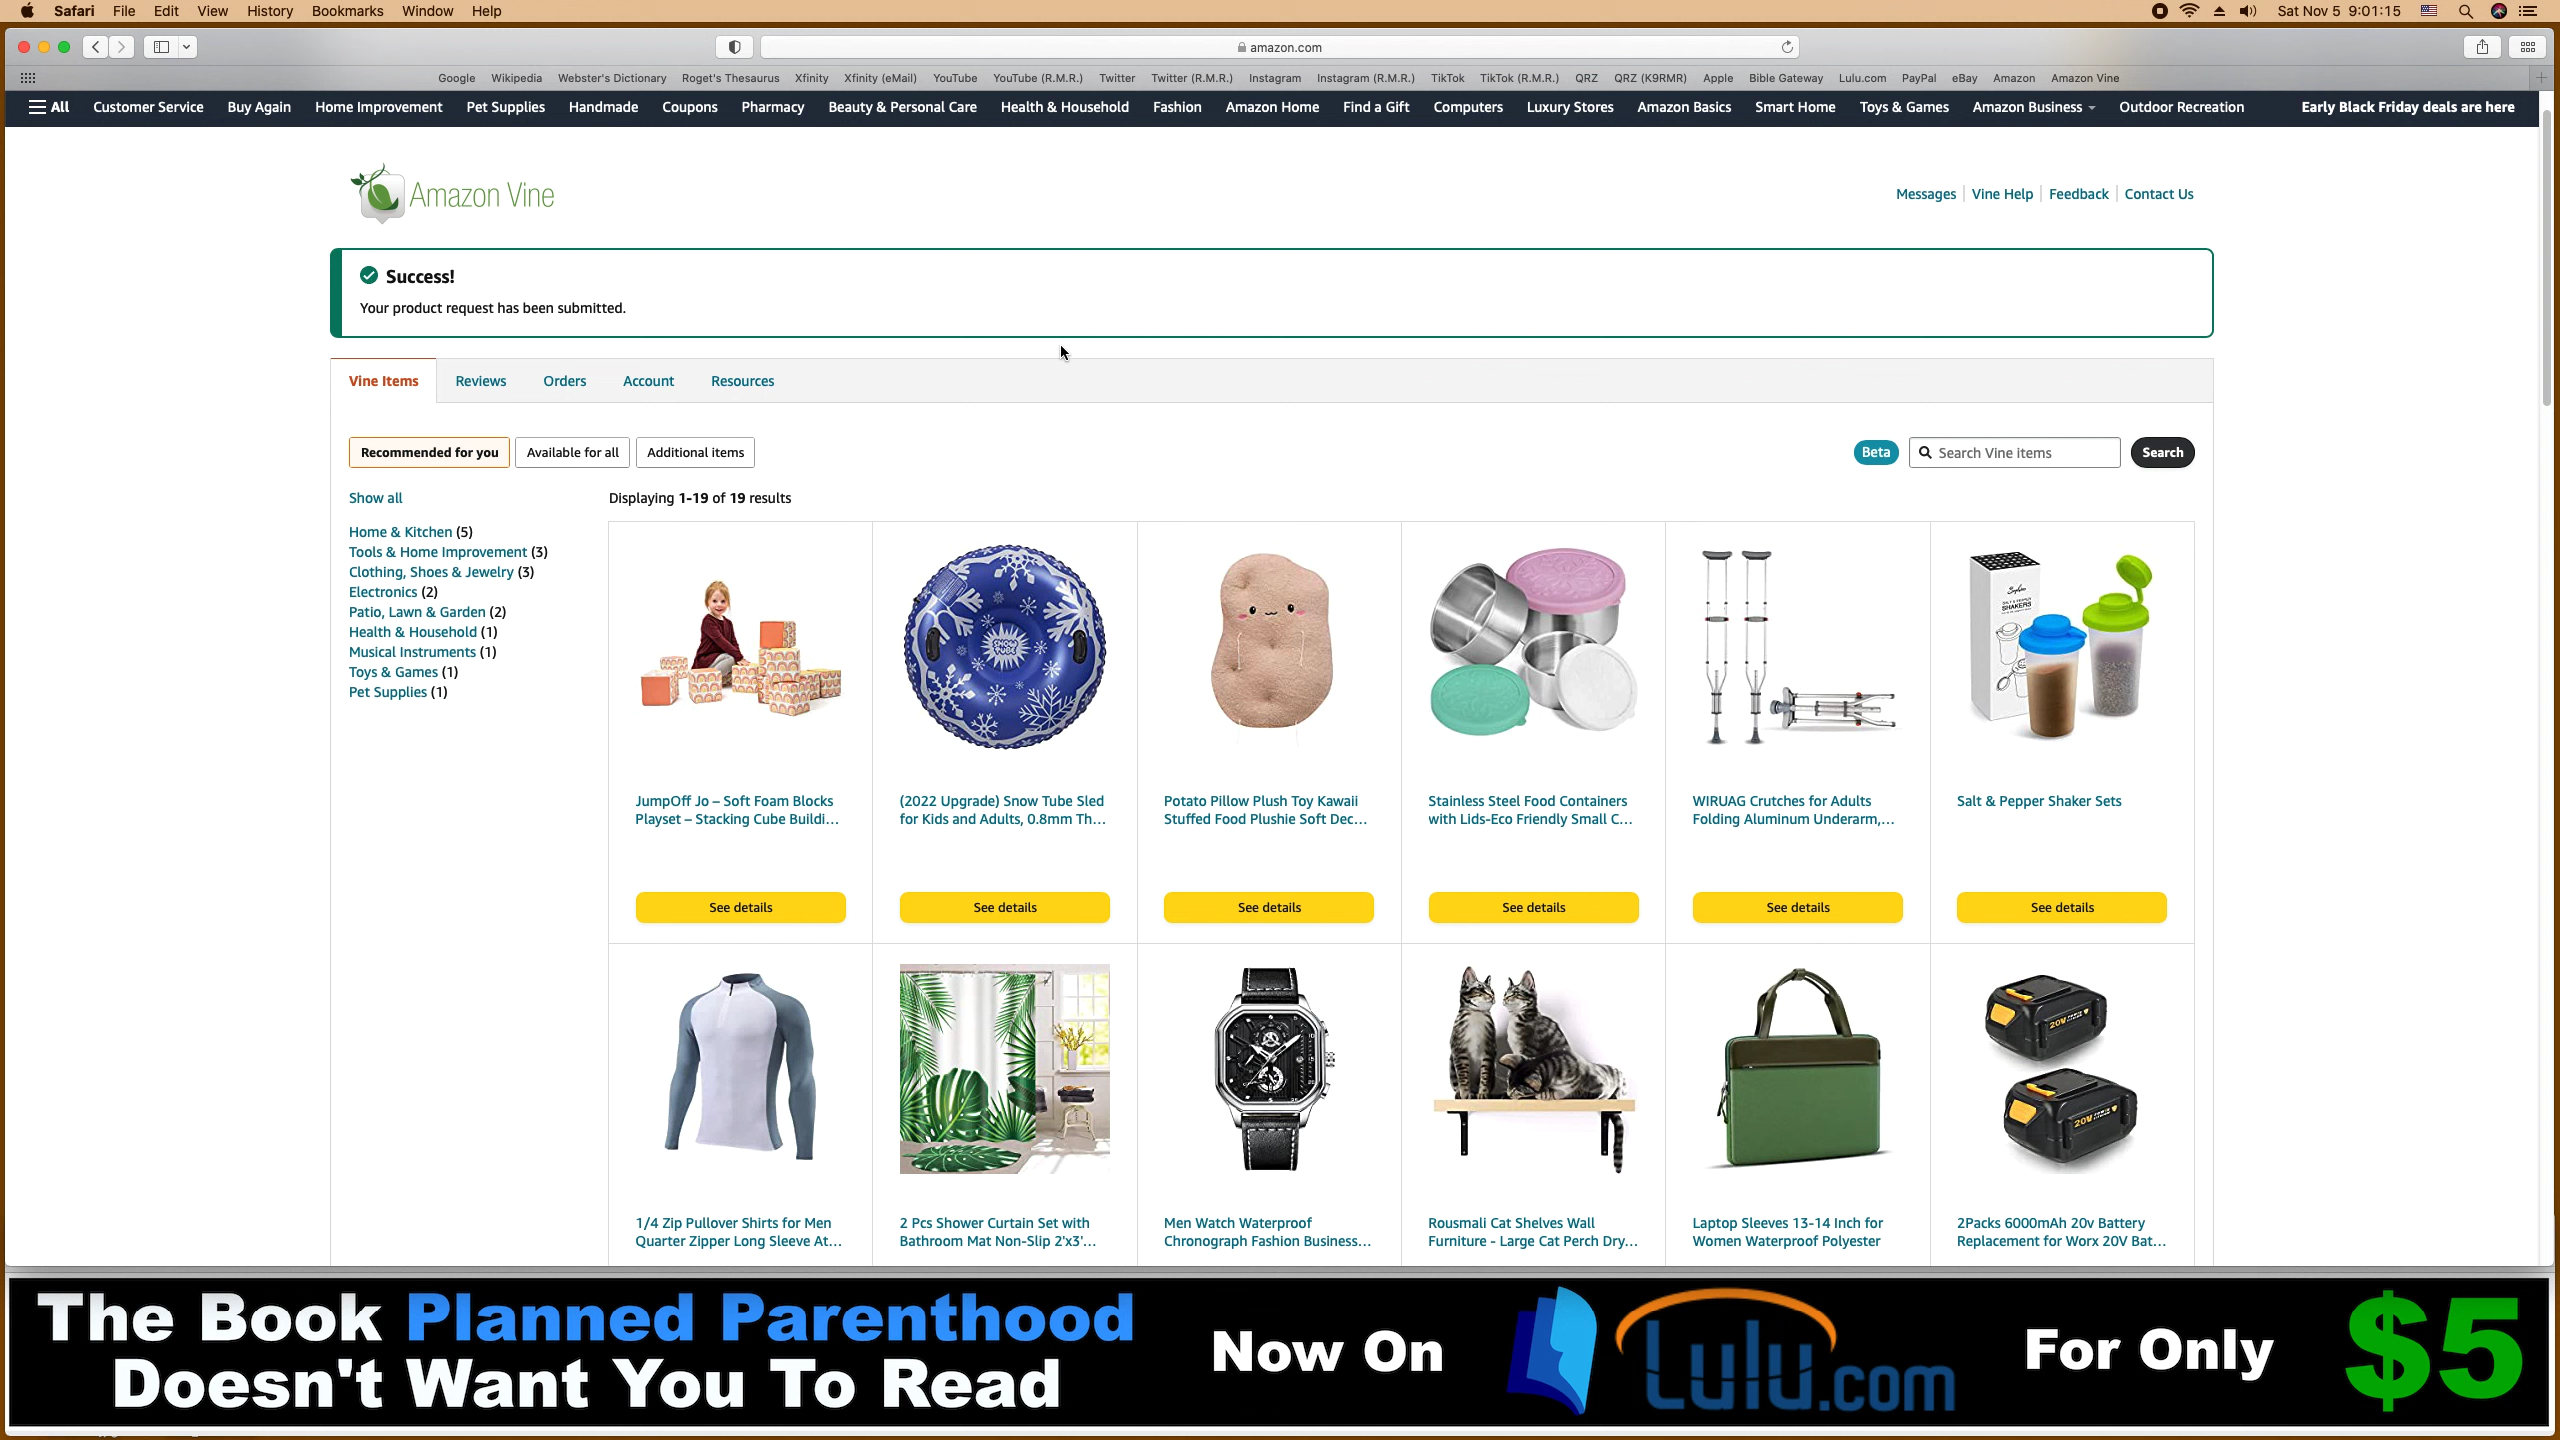 Safari File Edit View History Bookmarks Window Help
Sat Nov 5 9:01:15
amazon.com
Google Wikipedia Webster's Dictionary Roget's Thesaurus Xfinity Xfinity (eMail) YouTube YouTube (R.M.R.) Twitter Twitter (R.M.R.) Instagram Instagram (R.M.R.) TikTok TikTok (R.M.R.) QRZ QRZ (K9RMR) Apple Bible Gateway Lulu.com PayPal eBay Amazon Amazon Vine
All Customer Service Buy Again Home Improvement Pet Supplies Handmade Coupons Pharmacy Beauty & Personal Care Health & Household Fashion Amazon Home Find a Gift Computers Luxury Stores Amazon Basics Smart Home Toys & Games Amazon Business Outdoor Recreation Early Black Friday deals are here
Amazon Vine
Messages Vine Help Feedback Contact Us
Success!
Your product request has been submitted.
Vine Items Reviews Orders Account Resources
Recommended for you Available for all Additional items
Beta Search Vine items Search
Show all
Displaying 1-19 of 19 results
Home & Kitchen (5)
Tools & Home Improvement (3)
Clothing, Shoes & Jewelry (3)
Electronics (2)
Patio, Lawn & Garden (2)
Health & Household (1)
Musical Instruments (1)
Toys & Games (1)
Pet Supplies (1)
SNOW TUBE
SHAKERS
JumpOff Jo – Soft Foam Blocks
Playset – Stacking Cube Buildi...
(2022 Upgrade) Snow Tube Sled
for Kids and Adults, 0.8mm Th...
Potato Pillow Plush Toy Kawaii
Stuffed Food Plushie Soft Dec...
Stainless Steel Food Containers
with Lids-Eco Friendly Small C...
WIRUAG Crutches for Adults
Folding Aluminum Underarm,...
Salt & Pepper Shaker Sets
See details
See details
See details
See details
See details
See details
20V
20V
1/4 Zip Pullover Shirts for Men
Quarter Zipper Long Sleeve At...
2 Pcs Shower Curtain Set with
Bathroom Mat Non-Slip 2'x3'...
Men Watch Waterproof
Chronograph Fashion Business...
Rousmali Cat Shelves Wall
Furniture - Large Cat Perch Dry...
Laptop Sleeves 13-14 Inch for
Women Waterproof Polyester
2Packs 6000mAh 20v Battery
Replacement for Worx 20V Bat...
The Book Planned Parenthood
Doesn't Want You To Read
Now On
Lulu.com
For Only
$5